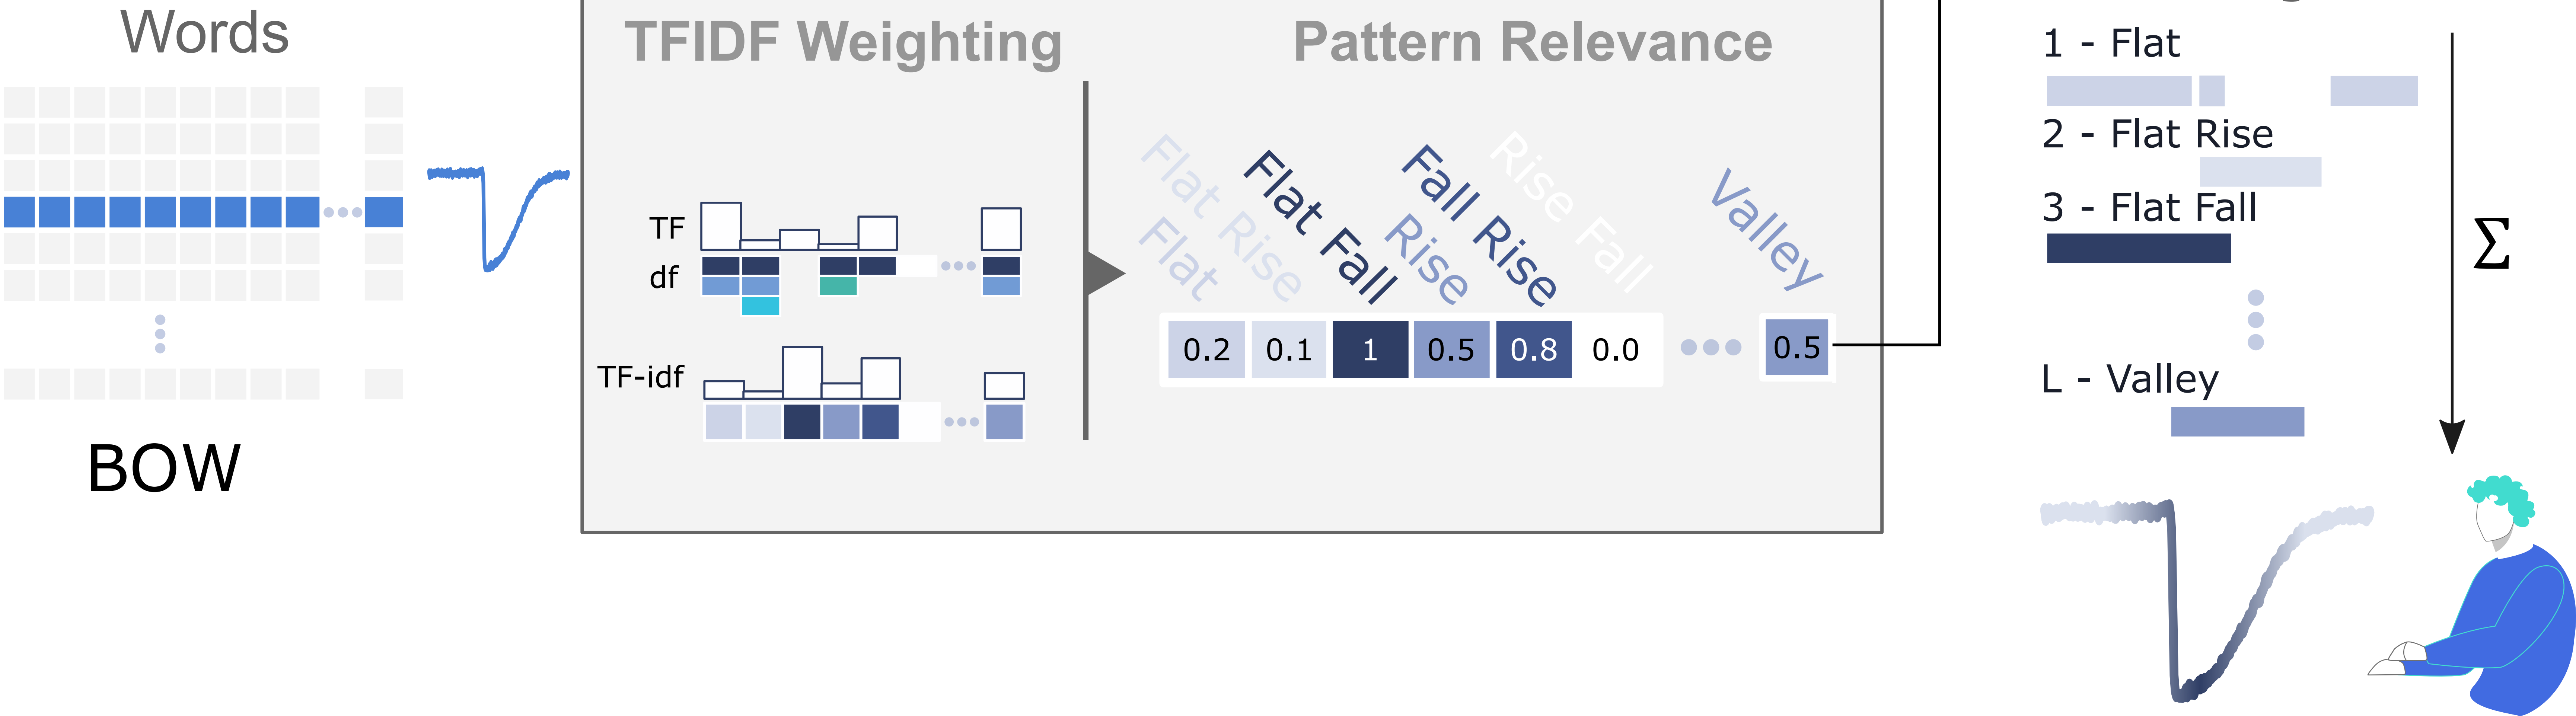 Words
BOW
TFIDF Weighting
TF
df
TF-idf
Pattern Relevance
Flat
Flat Rise
Flat Fall
Rise
Fall Rise
Rise Fall
Valley
0.2 0.1 1 0.5 0.8 0.0 0.5
1 - Flat
2 - Flat Rise
3 - Flat Fall
L - Valley
Σ